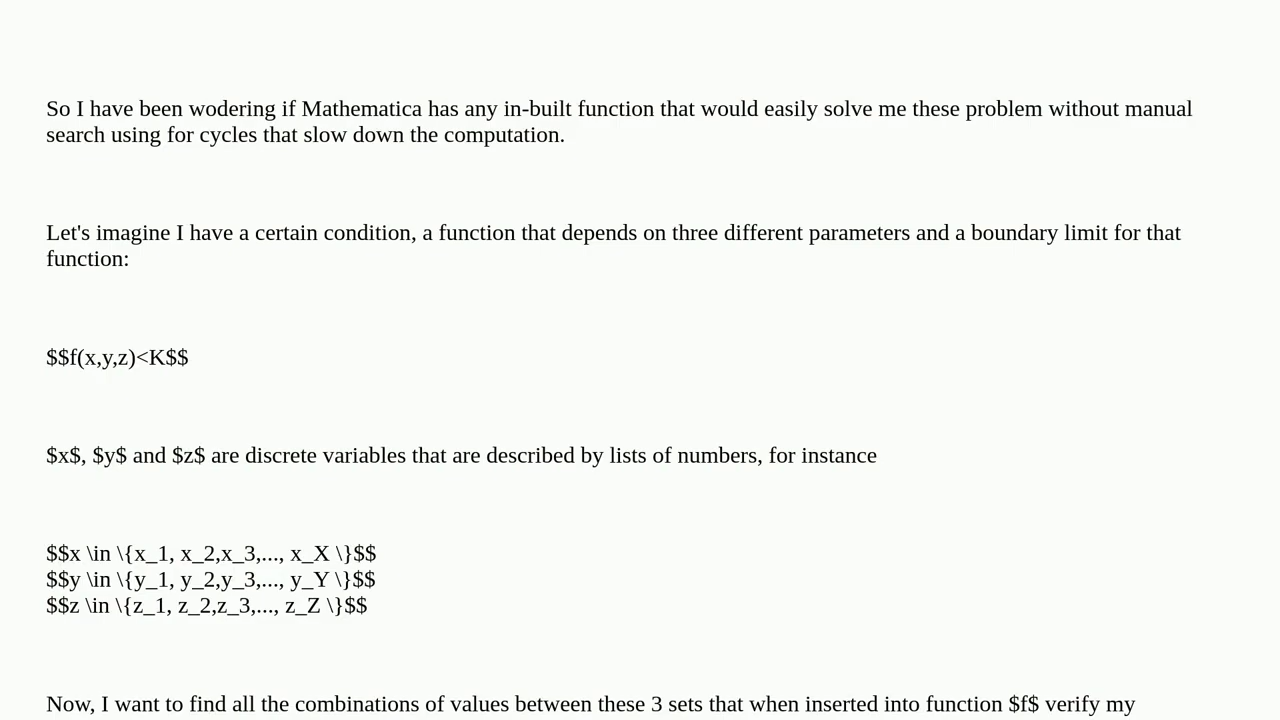 So I have been wodering if Mathematica has any in-built function that would easily solve me these problem without manual
search using for cycles that slow down the computation.
Let's imagine I have a certain condition, a function that depends on three different parameters and a boundary limit for that
function:
$$f(x,y,z)<K$$
$x$, $y$ and $z$ are discrete variables that are described by lists of numbers, for instance
$$x \in \{x_1, x_2,x_3,..., x_X \}$$
$$y \in \{y_1, y_2,y_3,..., y_Y \}$$
$$z \in \{z_1, z_2,z_3,..., z_Z \}$$
Now, I want to find all the combinations of values between these 3 sets that when inserted into function $f$ verify my